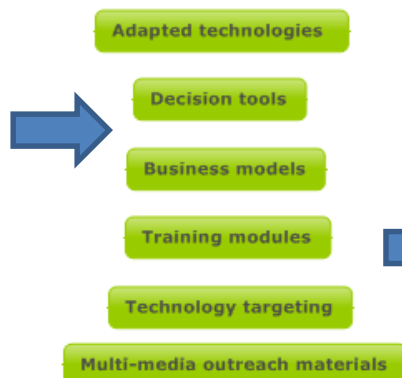 Adapted technologies
Decision tools
Business models
Training modules
Technology targeting
Multi-media outreach materials